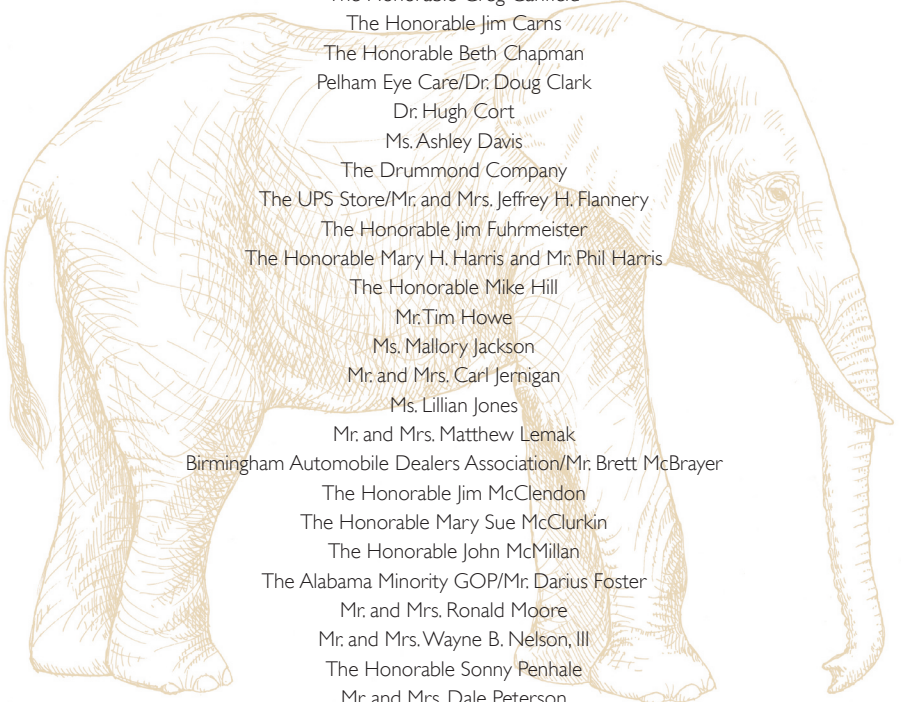 The Honorable Greg Canfield
The Honorable Jim Carns
The Honorable Beth Chapman
Pelham Eye Care/Dr. Doug Clark
Dr. Hugh Cort
Ms. Ashley Davis
The Drummond Company
The UPS Store/Mr. and Mrs. Jeffrey H. Flannery
The Honorable Jim Fuhrmeister
The Honorable Mary H. Harris and Mr. Phil Harris
The Honorable Mike Hill
Mr. Tim Howe
Ms. Mallory Jackson
Mr. and Mrs. Carl Jernigan
Ms. Lillian Jones
Mr. and Mrs. Matthew Lemak
Birmingham Automobile Dealers Association/Mr. Brett McBrayer
The Honorable Jim McClendon
The Honorable Mary Sue McClurkin
The Honorable John McMillan
The Alabama Minority GOP/Mr. Darius Foster
Mr. and Mrs. Ronald Moore
Mr. and Mrs. Wayne B. Nelson, III
The Honorable Sonny Penhale
Mr. and Mrs. Dale Peterson